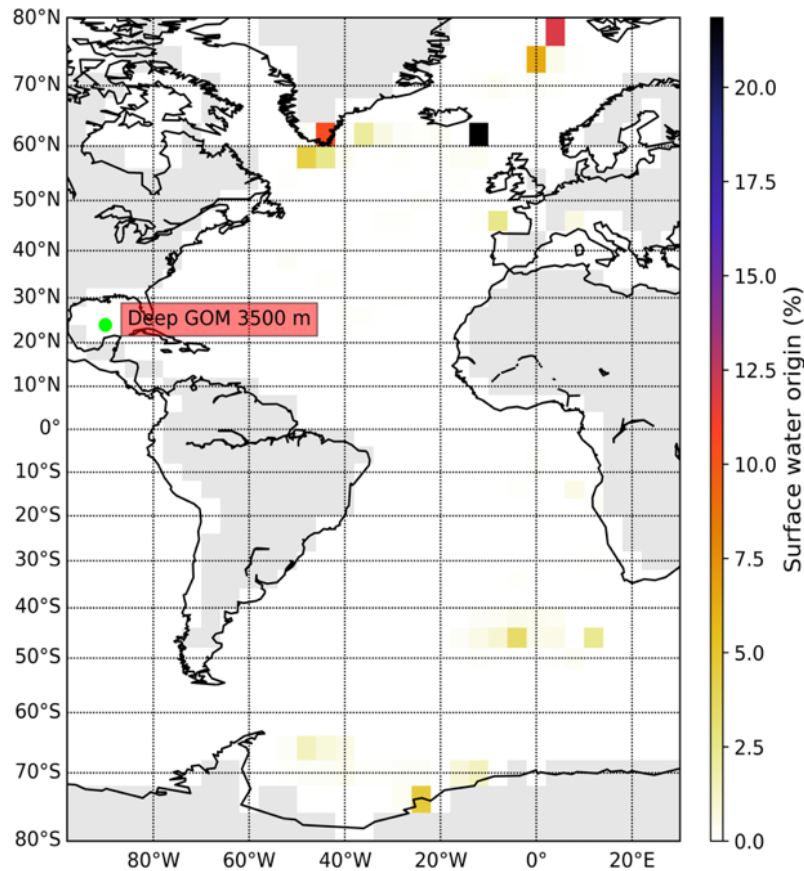 80°N
70°N
60°N
50°N
40°N
30°N
20°N
10°N
0°
10°S
20°S
30°S
40°S
50°S
60°S
70°S
80°S
Deep GOM 3500 m
80°W
60°W
40°W
20°W
0°
20°E
20.0
17.5
15.0
12.5
10.0
7.5
5.0
2.5
0.0
Surface water origin (%)